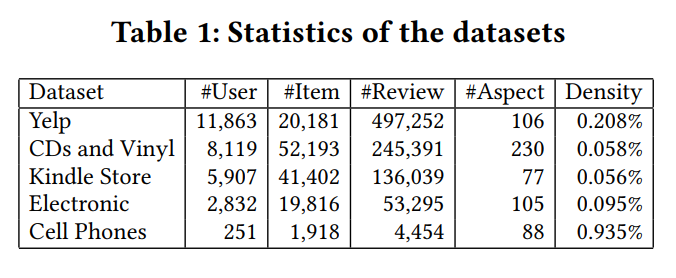 Table 1: Statistics of the datasets
Dataset #User #Item #Review #Aspect Density
Yelp 11,863 20,181 497,252 106 0.208%
CDs and Vinyl 8,119 52,193 245,391 230 0.058%
Kindle Store 5,907 41,402 136,039 77 0.056%
Electronic 2,832 19,816 53,295 105 0.095%
Cell Phones 251 1,918 4,454 88 0.935%